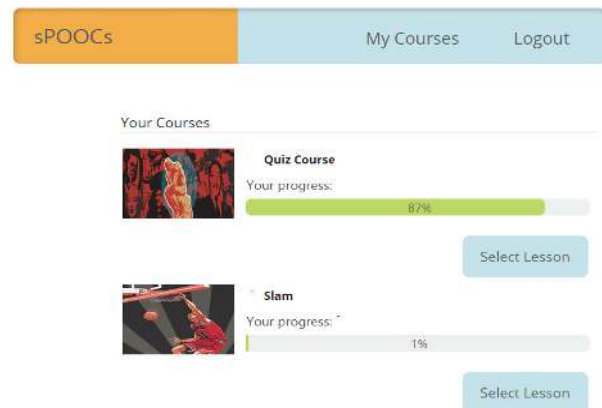 sPOOCs My Courses Logout
Your Courses
Quiz Course
Your progress:
87%
Select Lesson
Slam
Your progress:
1%
Select Lesson